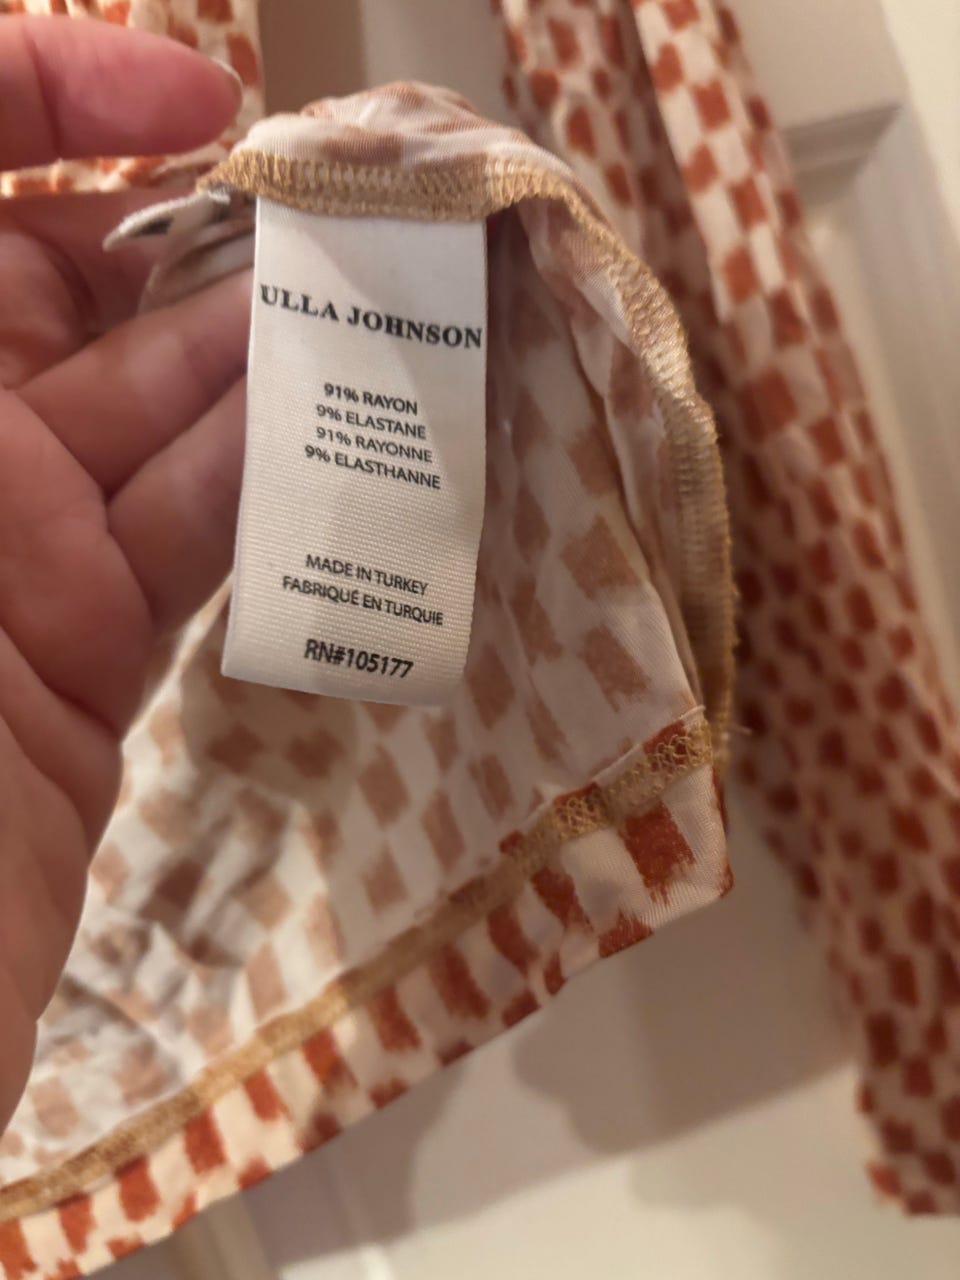 ULLA JOHNSON
91% RAYON
9% ELASTANE
91% RAYONNE
9% ELASTHANNE
MADE IN TURKEY
FABRIQUÉ EN TURQUIE
RN#105177